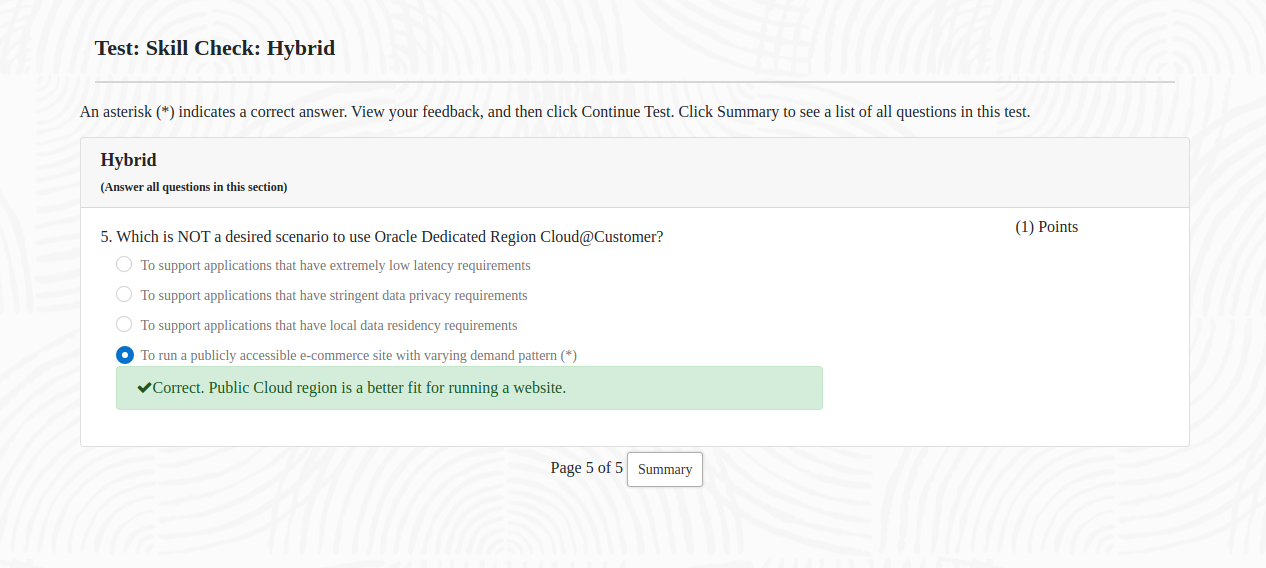 Test: Skill Check: Hybrid
An asterisk (*) indicates a correct answer. View your feedback, and then click Continue Test. Click Summary to see a list of all questions in this test.
Hybrid
(Answer all questions in this section)
5. Which is NOT a desired scenario to use Oracle Dedicated Region Cloud@Customer?
(1) Points
To support applications that have extremely low latency requirements
To support applications that have stringent data privacy requirements
To support applications that have local data residency requirements
To run a publicly accessible e-commerce site with varying demand pattern (*)
✔Correct. Public Cloud region is a better fit for running a website.
Page 5 of 5 Summary